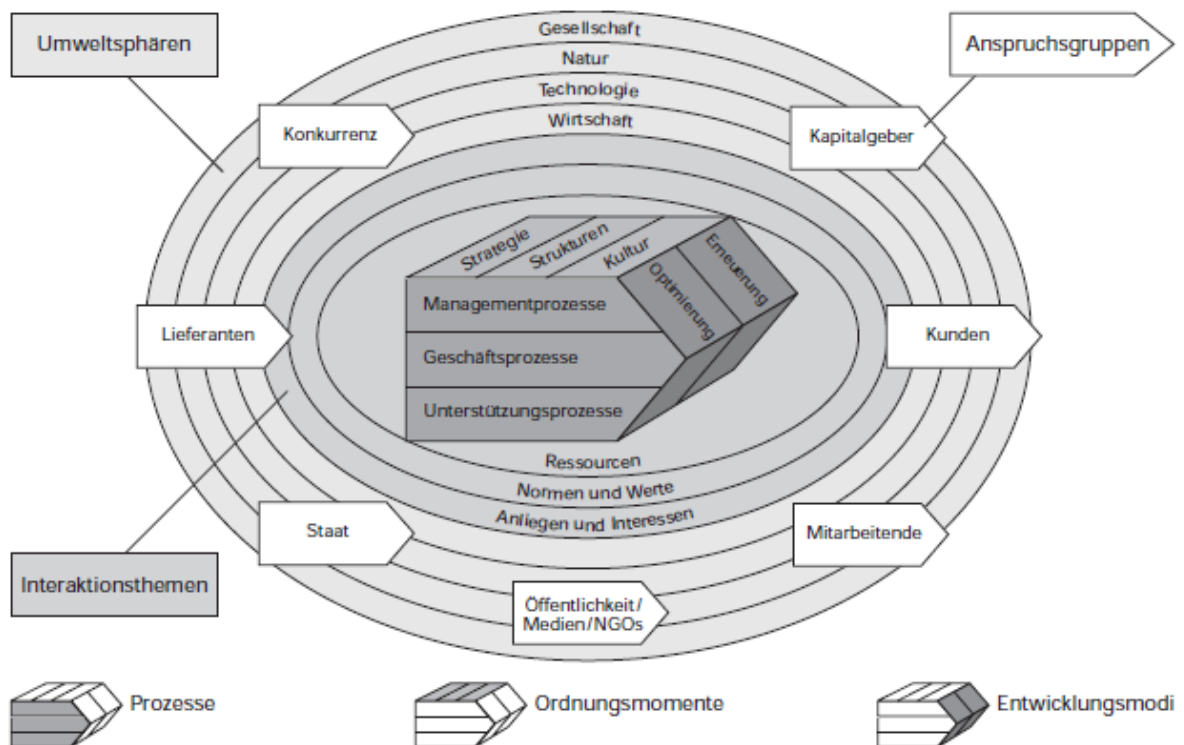 Umweltsphären
Anspruchsgruppen
Gesellschaft
Natur
Technologie
Wirtschaft
Konkurrenz
Kapitalgeber
Strategie
Strukturen
Kultur
Erneuerung
Optimierung
Managementprozesse
Geschäftsprozesse
Unterstützungsprozesse
Lieferanten
Kunden
Ressourcen
Normen und Werte
Anliegen und Interessen
Staat
Mitarbeitende
Interaktionsthemen
Öffentlichkeit/
Medien/NGOs
Prozesse
Ordnungsmomente
Entwicklungsmodi